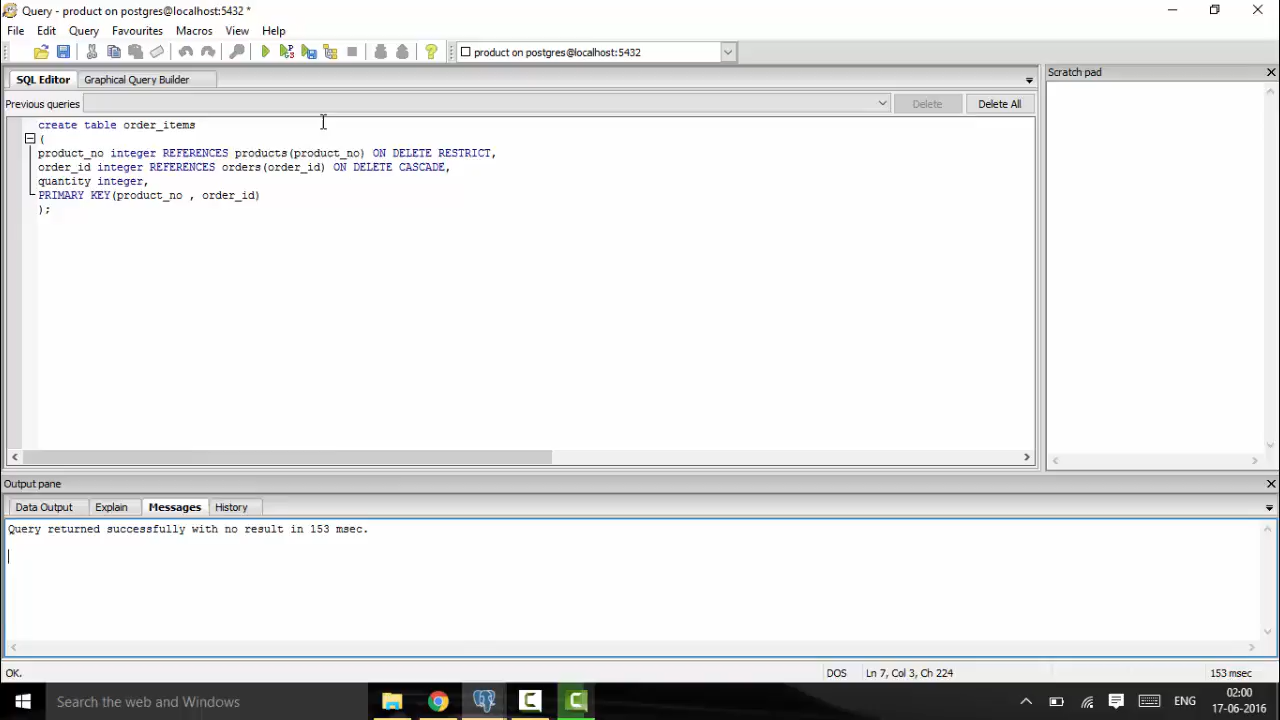 Query - product on postgres@localhost:5432 *
File Edit Query Favourites Macros View Help
product on postgres@localhost:5432
SQL Editor Graphical Query Builder
Scratch pad
Previous queries Delete Delete All
create table order_items
(
product_no integer REFERENCES products(product_no) ON DELETE RESTRICT,
order_id integer REFERENCES orders(order_id) ON DELETE CASCADE,
quantity integer,
PRIMARY KEY(product_no , order_id)
);
Output pane
Data Output Explain Messages History
Query returned successfully with no result in 153 msec.
OK. DOS Ln 7, Col 3, Ch 224 153 msec
Search the web and Windows
ENG
02:00
17-06-2016